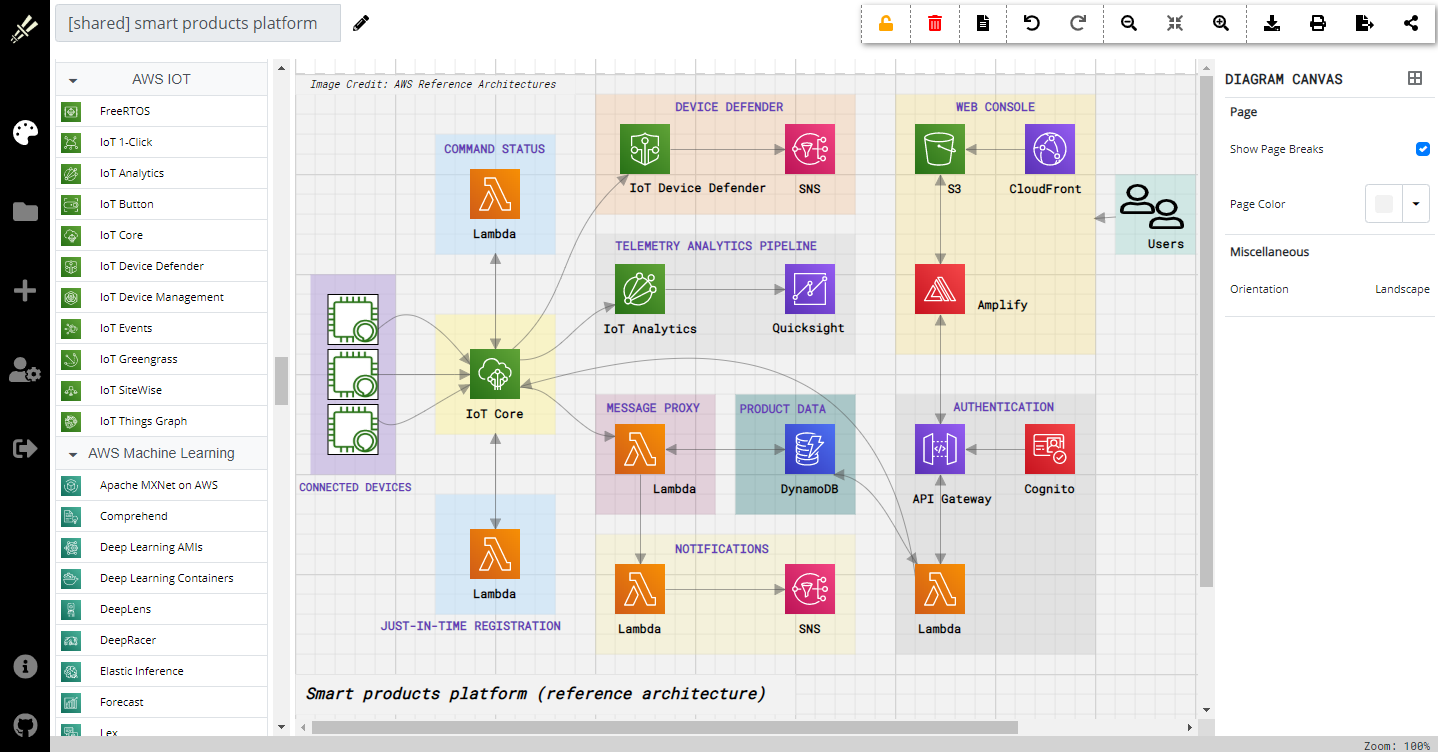 [shared] smart products platform
AWS IOT
FreeRTOS
IoT 1-Click
IoT Analytics
IoT Button
IoT Core
IoT Device Defender
IoT Device Management
IoT Events
IoT Greengrass
IoT SiteWise
IoT Things Graph
AWS Machine Learning
Apache MXNet on AWS
Comprehend
Deep Learning AMIs
Deep Learning Containers
DeepLens
DeepRacer
Elastic Inference
Forecast
Lex
Image Credit: AWS Reference Architectures
COMMAND STATUS
Lambda
CONNECTED DEVICES
IoT Core
Lambda
JUST-IN-TIME REGISTRATION
DEVICE DEFENDER
IoT Device Defender
SNS
TELEMETRY ANALYTICS PIPELINE
IoT Analytics
Quicksight
MESSAGE PROXY
Lambda
PRODUCT DATA
DynamoDB
NOTIFICATIONS
Lambda
SNS
WEB CONSOLE
S3
CloudFront
Users
Amplify
AUTHENTICATION
API Gateway
Cognito
Lambda
Smart products platform (reference architecture)
DIAGRAM CANVAS
Page
Show Page Breaks
Page Color
Miscellaneous
Orientation
Landscape
Zoom: 100%